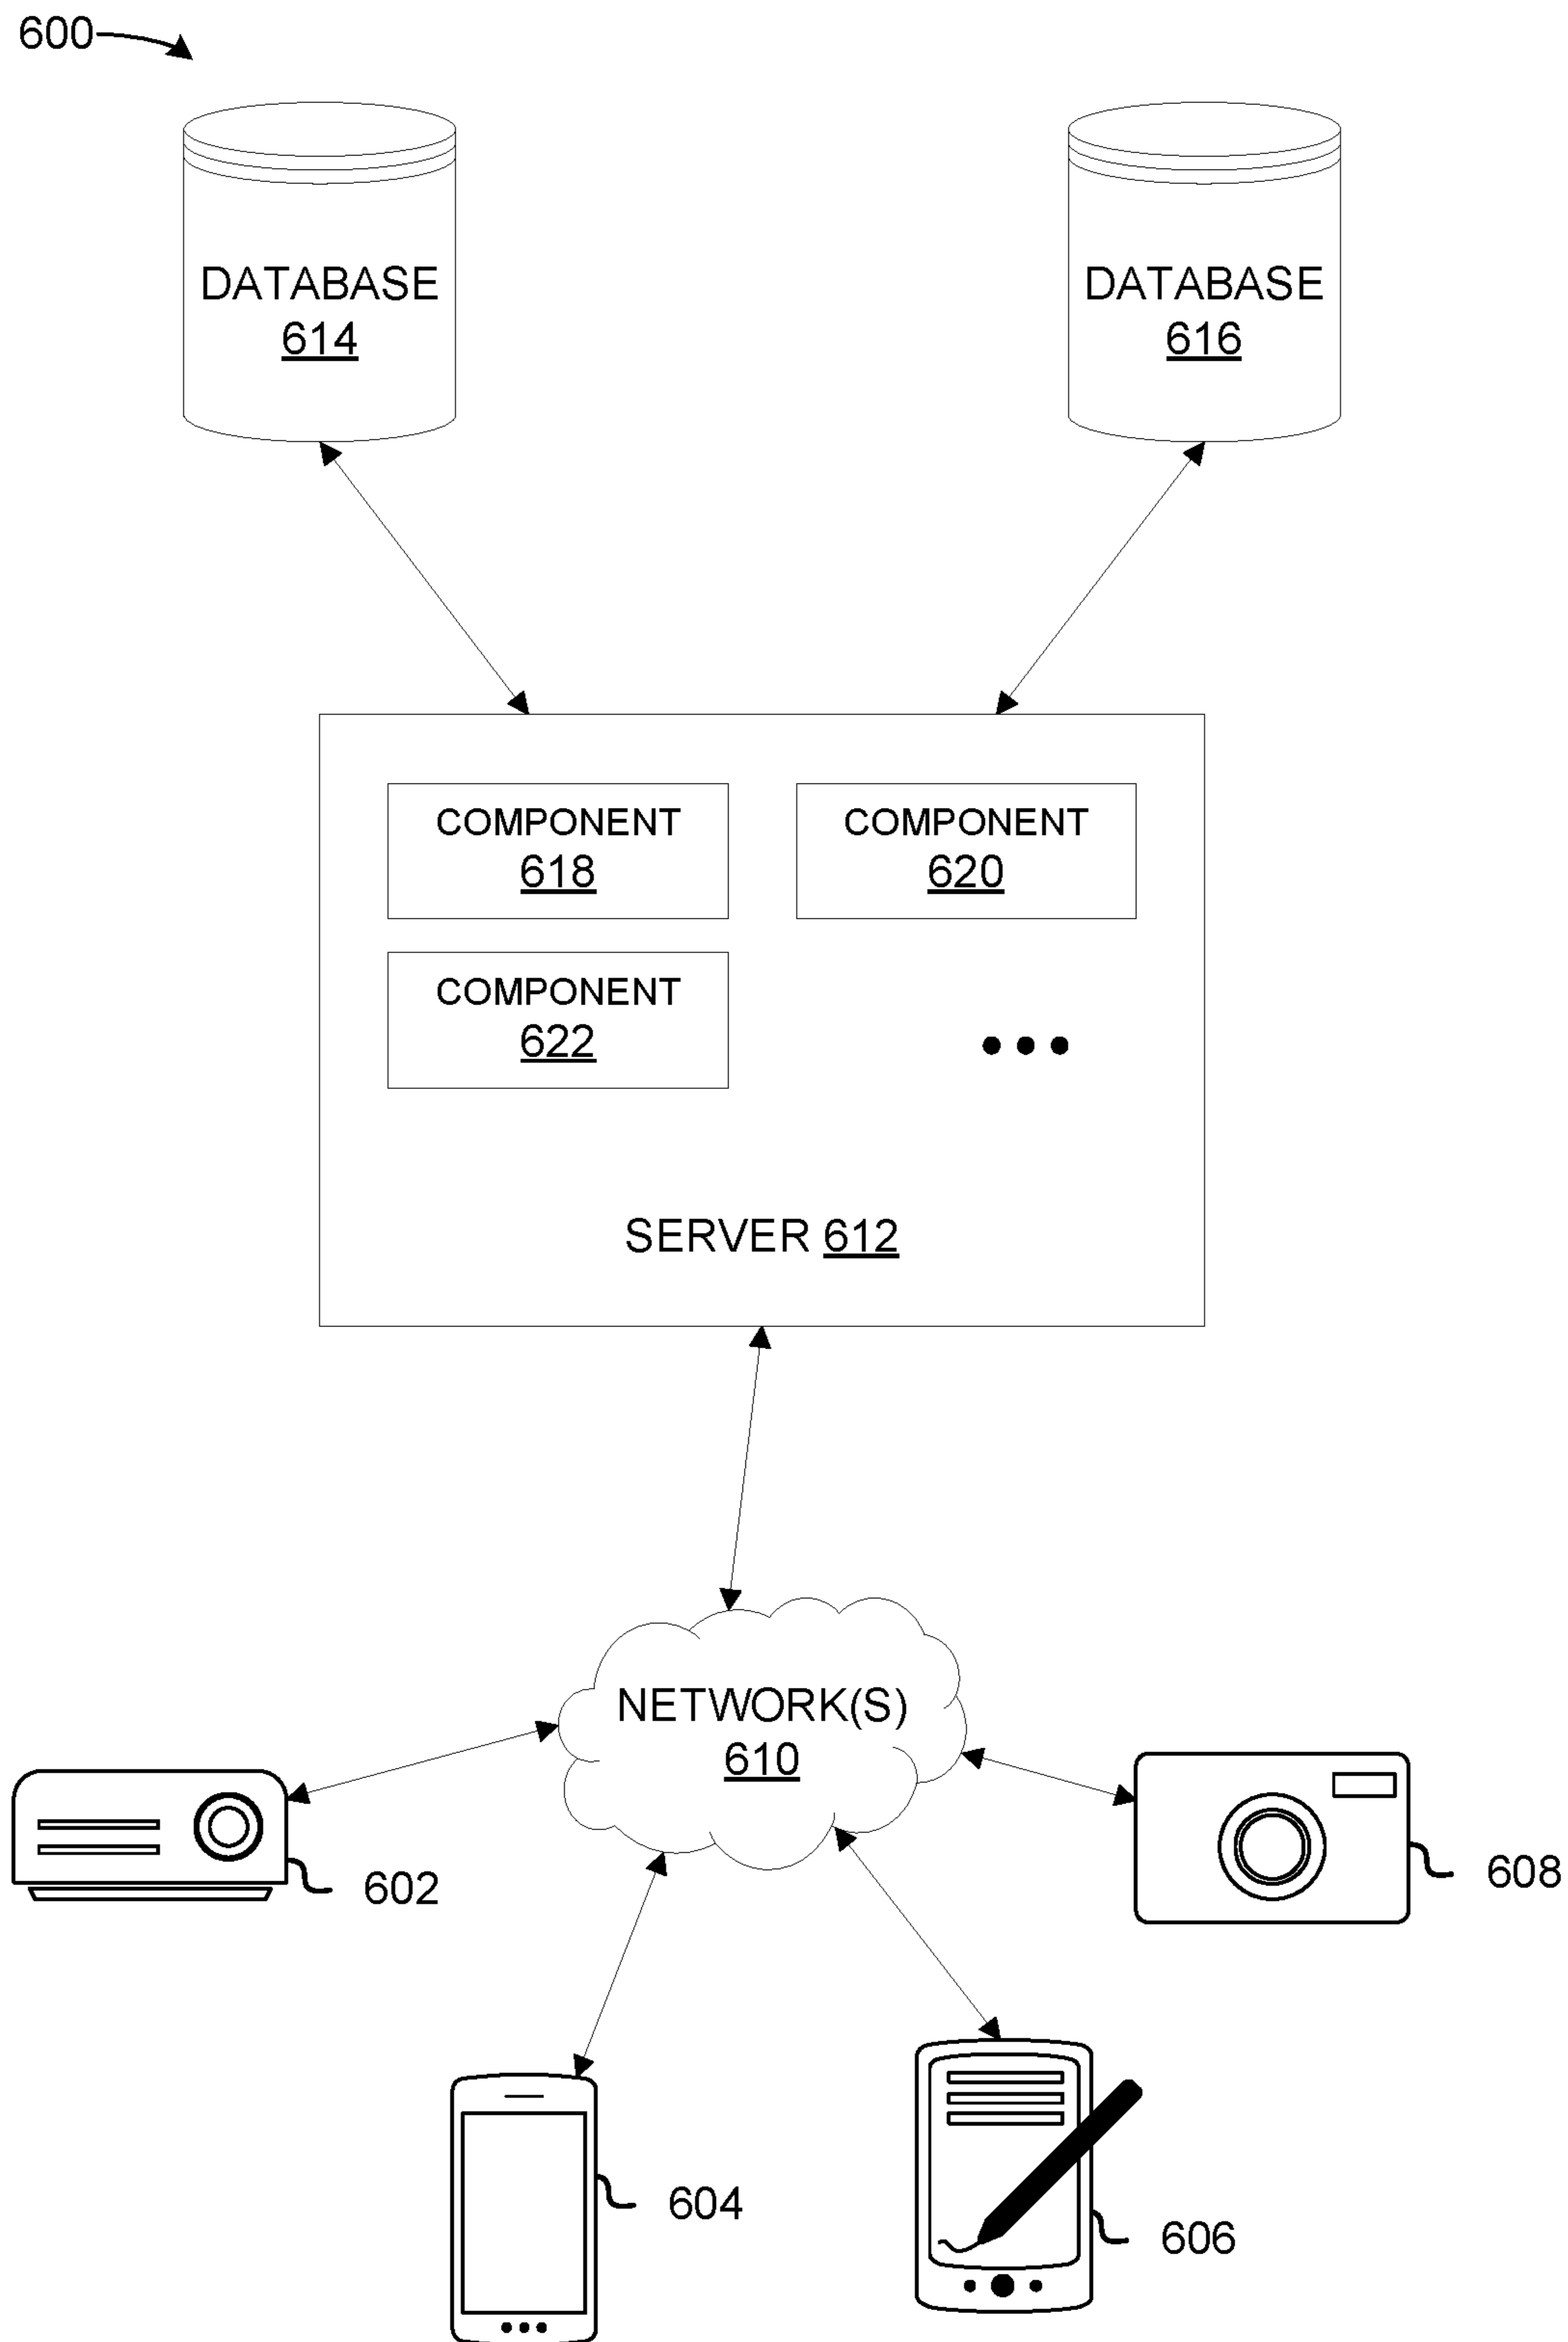 600
DATABASE
614
DATABASE
616
COMPONENT
618
COMPONENT
620
COMPONENT
622
SERVER 612
NETWORK(S)
610
602
608
604
606